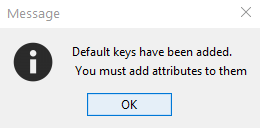 Message
Default keys have been added.
You must add attributes to them
OK